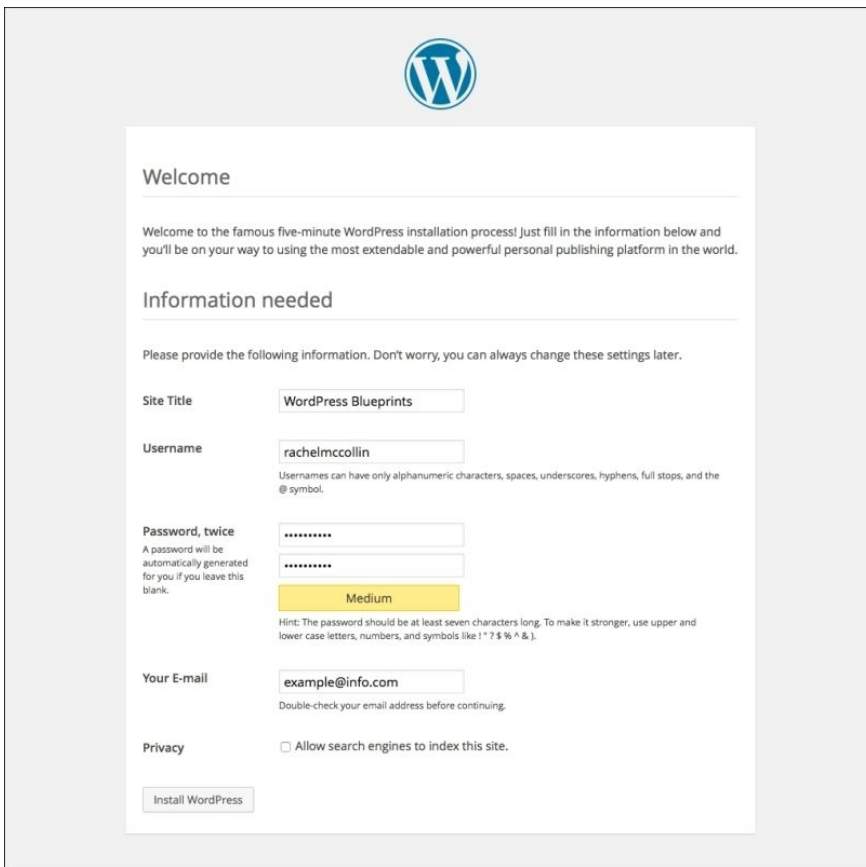 W
Welcome
Welcome to the famous five-minute WordPress installation process! Just fill in the information below and
you'll be on your way to using the most extendable and powerful personal publishing platform in the world.
Information needed
Please provide the following information. Don't worry, you can always change these settings later.
Site Title
WordPress Blueprints
Username
rachelmccollin
Usernames can have only alphanumeric characters, spaces, underscores, hyphens, full stops, and the
@ symbol.
Password, twice
A password will be
automatically generated
for you if you leave this
blank.
••••••••••
••••••••••
Medium
Hint: The password should be at least seven characters long. To make it stronger, use upper and
lower case letters, numbers, and symbols like ! " ? $ % ^ & ).
Your E-mail
example@info.com
Double-check your email address before continuing.
Privacy
Allow search engines to index this site.
Install WordPress